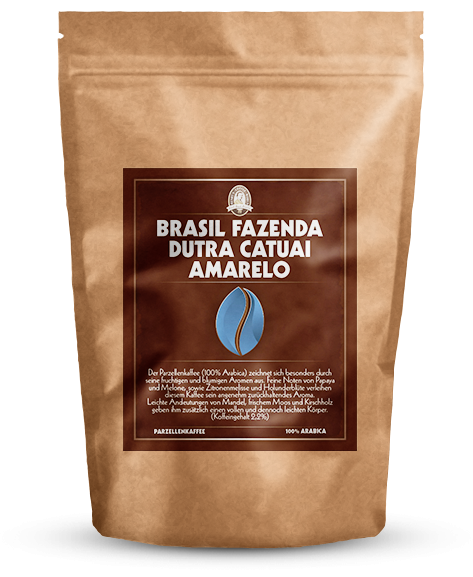 BRASIL FAZENDA
DUTRA CATUAI
AMARELO
Der Parzellenkaffee (100% Arabica) zeichnet sich besonders durch
seine fruchtigen und blumigen Aromen aus. Feine Noten von Papaya
und Melone, sowie Zitronenmelisse und Holunderblüte verleihen
diesem Kaffee sein angenehm zurückhaltendes Aroma.
Leichte Andeutungen von Mandel, frischem Moos und Kirschholz
geben ihm zusätzlich einen vollen und dennoch leichten Körper.
(Koffeingehalt 2,2%)
PARZELLENKAFFEE
100% ARABICA